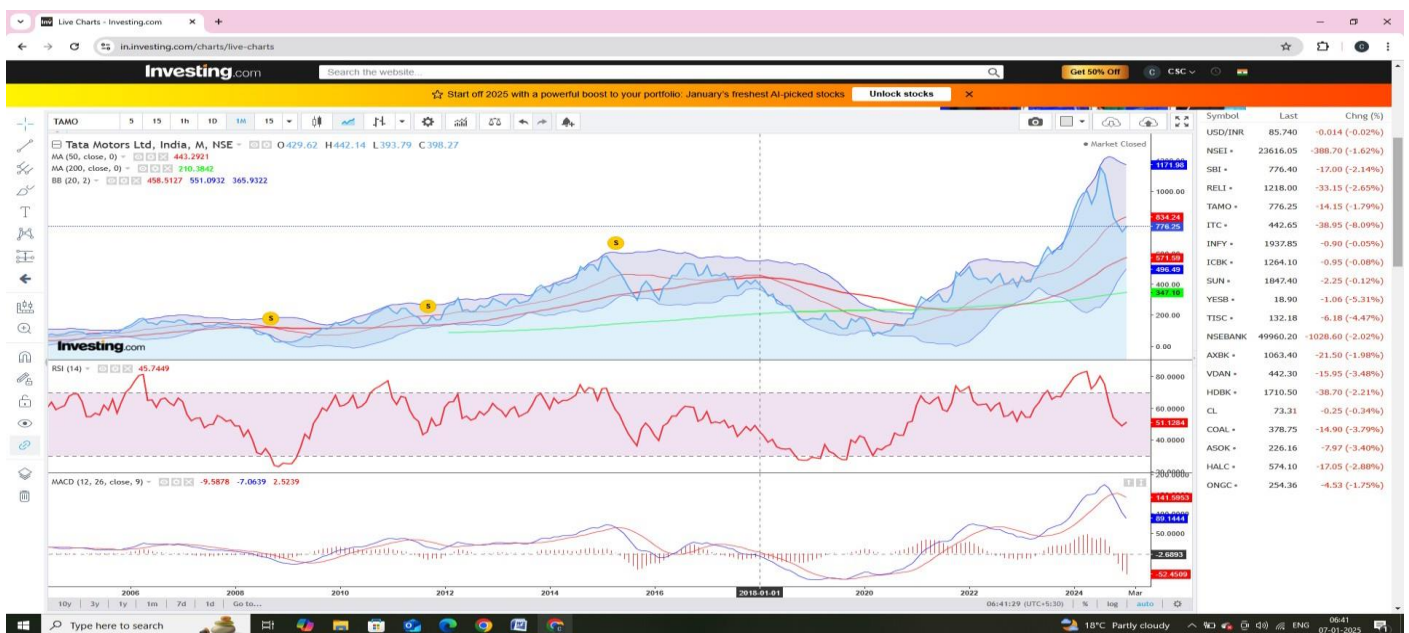 Live Charts - Investing.com
in.investing.com/charts/live-charts
Investing.com
Search the website...
Get 50% Off
C CSC
Start off 2025 with a powerful boost to your portfolio: January's freshest AI-picked stocks Unlock stocks
TAMO 5 15 1h 1D 1M 15
Tata Motors Ltd, India, M, NSE O429.62 H442.14 L393.79 C398.27
MA (50, close, 0) 443.2921
MA (200, close, 0) 210.3842
BB (20, 2) 458.5127 551.0932 365.9322
Market Closed
1171.98
1000.00
834.24
776.25
571.59
496.49
400.00
347.10
200.00
0.00
S
S
S
Investing.com
RSI (14) 45.7449
80.0000
60.0000
51.1284
40.0000
20.0000
MACD (12, 26, close, 9) -9.5878 -7.0639 2.5239
200.0000
141.5953
89.1444
50.0000
-2.6893
-52.4509
2006 2008 2010 2012 2014 2016 2018-01-01 2020 2022 2024 Mar
10y 3y 1y 1m 7d 1d Go to...
06:41:29 (UTC+5:30) % log auto
Symbol Last Chng (%)
USD/INR 85.740 -0.014 (-0.02%)
NSEI 23616.05 -388.70 (-1.62%)
SBI 776.40 -17.00 (-2.14%)
RELI 1218.00 -33.15 (-2.65%)
TAMO 776.25 -14.15 (-1.79%)
ITC 442.65 -38.95 (-8.09%)
INFY 1937.85 -0.90 (-0.05%)
ICBK 1264.10 -0.95 (-0.08%)
SUN 1847.40 -2.25 (-0.12%)
YESB 18.90 -1.06 (-5.31%)
TISC 132.18 -6.18 (-4.47%)
NSEBANK 49960.20 -1028.60 (-2.02%)
AXBK 1063.40 -21.50 (-1.98%)
VDAN 442.30 -15.95 (-3.48%)
HDBK 1710.50 -38.70 (-2.21%)
CL 73.31 -0.25 (-0.34%)
COAL 378.75 -14.90 (-3.79%)
ASOK 226.16 -7.97 (-3.40%)
HALC 574.10 -17.05 (-2.88%)
ONGC 254.36 -4.53 (-1.75%)
Type here to search
18°C Partly cloudy
ENG
06:41
07-01-2025